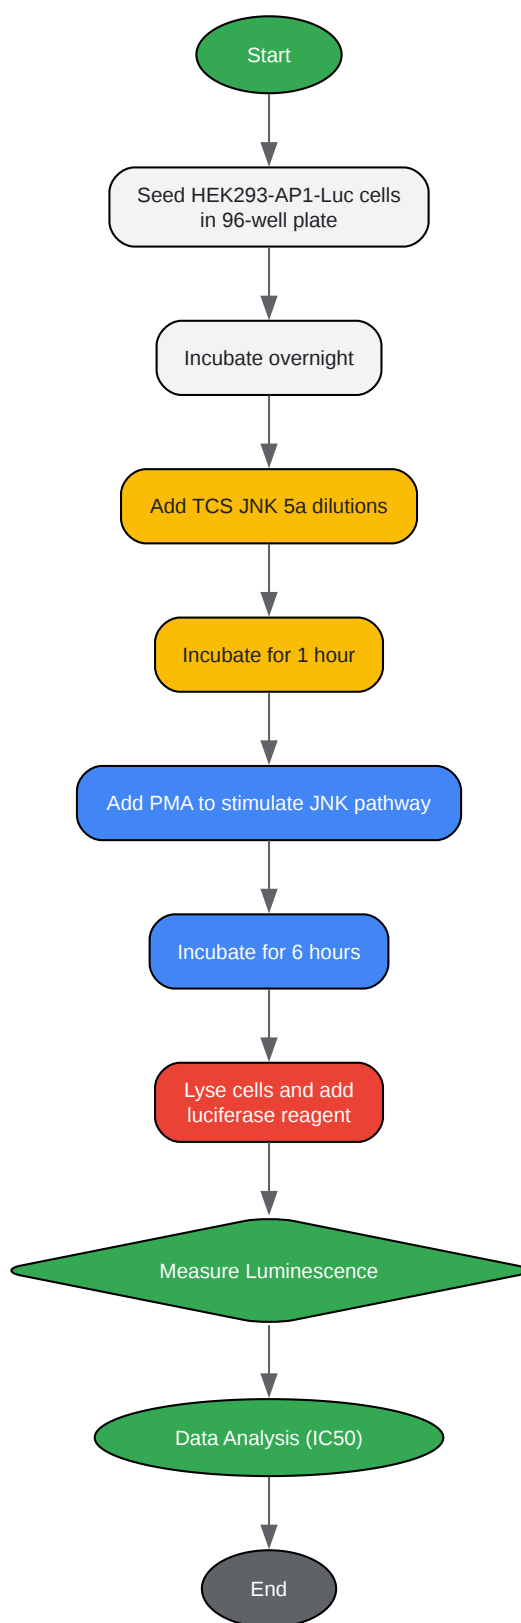 Start
Seed HEK293-AP1-Luc cells
in 96-well plate
Incubate overnight
Add TCS JNK 5a dilutions
Incubate for 1 hour
Add PMA to stimulate JNK pathway
Incubate for 6 hours
Lyse cells and add
luciferase reagent
Measure Luminescence
Data Analysis (IC50)
End